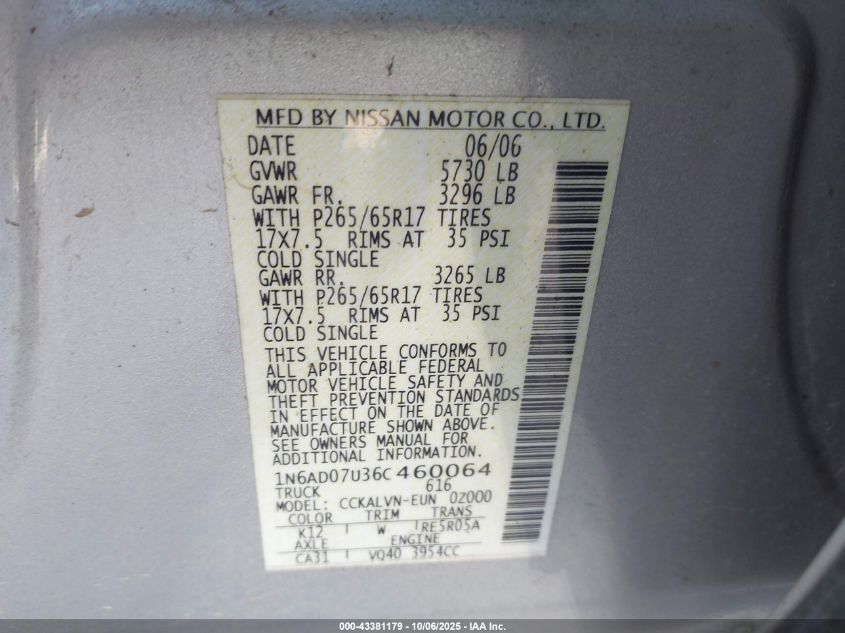 MFD BY NISSAN MOTOR CO., LTD.
DATE 06/06
GVWR 5730 LB
GAWR FR. 3296 LB
WITH P265/65R17 TIRES
17X7.5 RIMS AT 35 PSI
COLD SINGLE
GAWR RR. 3265 LB
WITH P265/65R17 TIRES
17X7.5 RIMS AT 35 PSI
COLD SINGLE
THIS VEHICLE CONFORMS TO
ALL APPLICABLE FEDERAL
MOTOR VEHICLE SAFETY AND
THEFT PREVENTION STANDARDS
IN EFFECT ON THE DATE OF
MANUFACTURE SHOWN ABOVE.
SEE OWNERS MANUAL FOR
ADDITIONAL INFORMATION.
1N6AD07U36C460064
TRUCK 616
MODEL: CCKALVN-EUN 0Z000
COLOR TRIM TRANS
K12 W RE5R05A
AXLE ENGINE
CA31 VQ40 3954CC
000-43381179 - 10/06/2025 - IAA Inc.